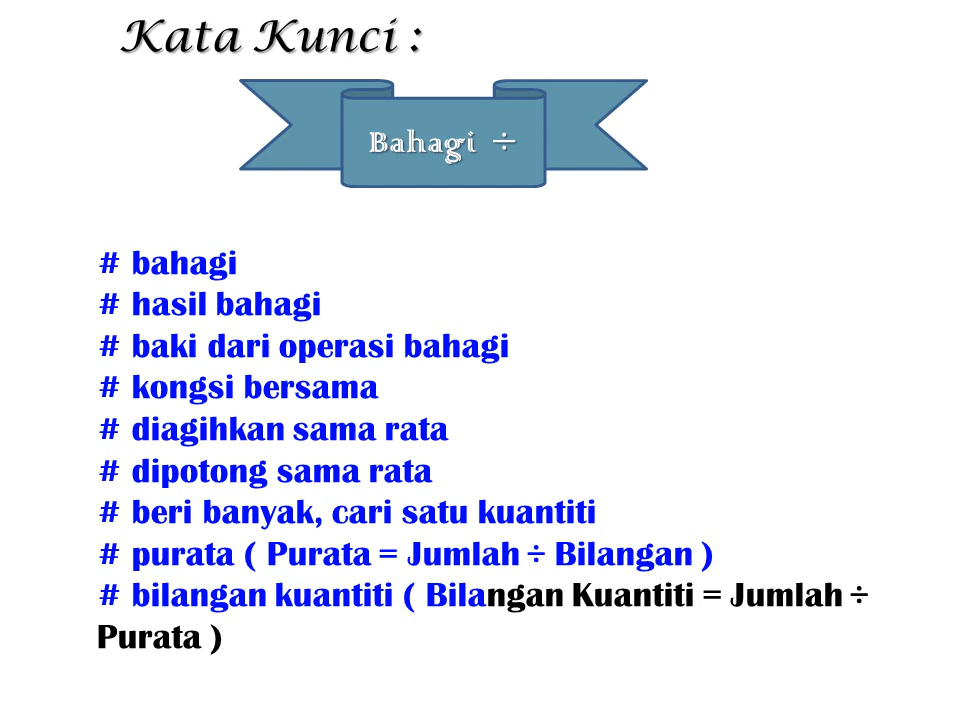 Kata Kunci :
Bahagi ÷
# bahagi
# hasil bahagi
# baki dari operasi bahagi
# kongsi bersama
# diagihkan sama rata
# dipotong sama rata
# beri banyak, cari satu kuantiti
# purata ( Purata = Jumlah ÷ Bilangan )
# bilangan kuantiti ( Bilangan Kuantiti = Jumlah ÷
Purata )